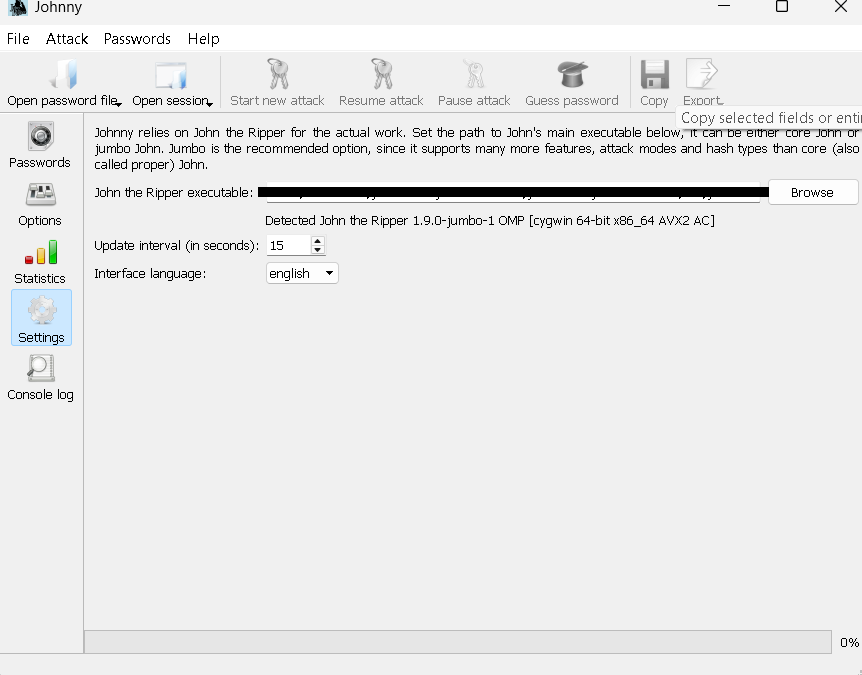 Johnny
File Attack Passwords Help
Open password file Open session Start new attack Resume attack Pause attack Guess password Copy Export
Copy selected fields or enti
Passwords
Options
Statistics
Settings
Console log
Johnny relies on John the Ripper for the actual work. Set the path to John's main executable below, it can be either core John or
jumbo John. Jumbo is the recommended option, since it supports many more features, attack modes and hash types than core (also
called proper) John.
John the Ripper executable: Browse
Detected John the Ripper 1.9.0-jumbo-1 OMP [cygwin 64-bit x86_64 AVX2 AC]
Update interval (in seconds): 15
Interface language: english
0%